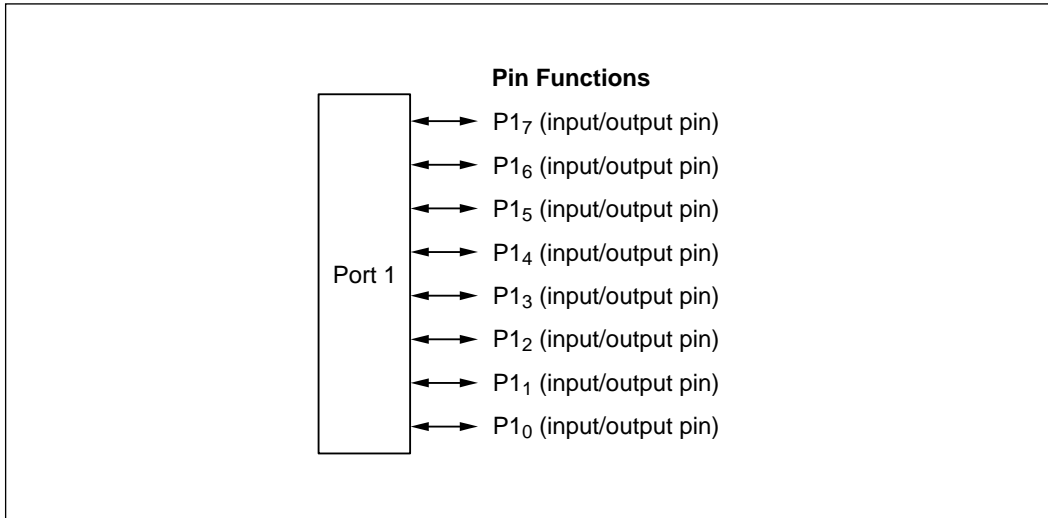 Pin Functions
P1₇ (input/output pin)
P1₆ (input/output pin)
P1₅ (input/output pin)
P1₄ (input/output pin)
Port 1
P1₃ (input/output pin)
P1₂ (input/output pin)
P1₁ (input/output pin)
P1₀ (input/output pin)